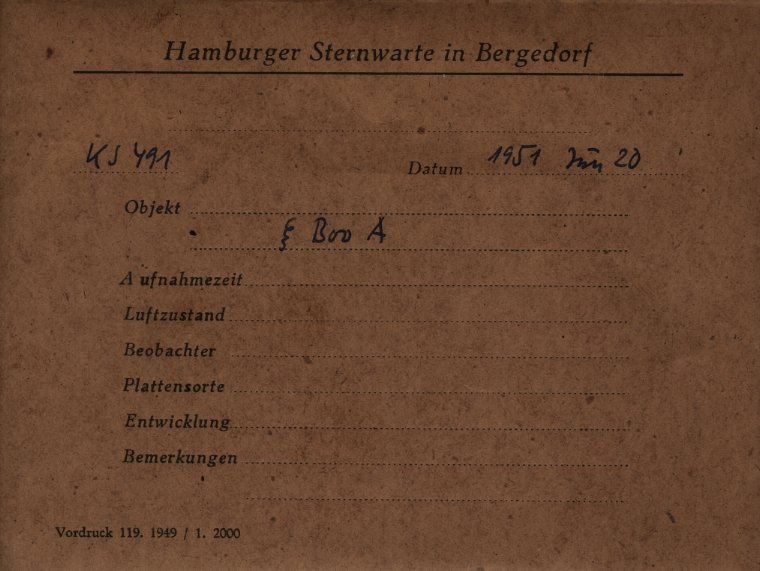 Hamburger Sternwarte in Bergedorf
KS 491
Datum 1951 Jun 20
Objekt
ξ Boo A
Aufnahmezeit
Luftzustand
Beobachter
Plattensorte
Entwicklung
Bemerkungen
Vordruck 119. 1949 / 1. 2000